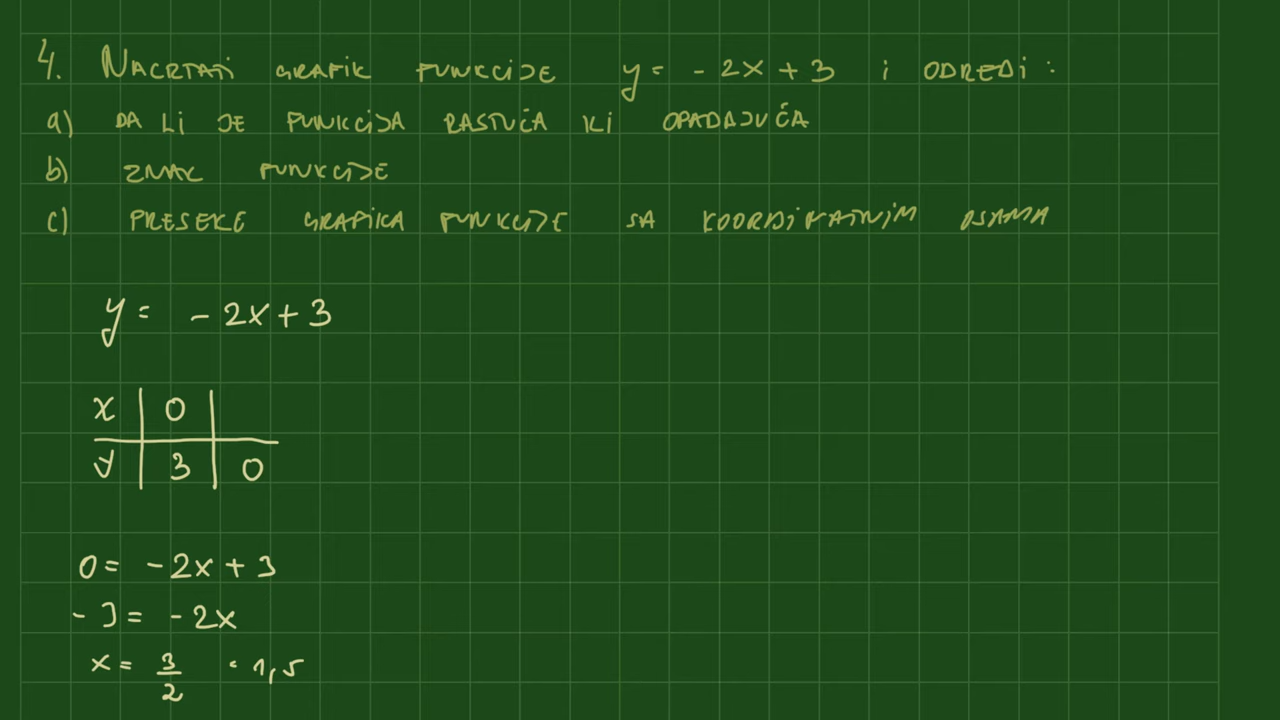 4. NACRTATI GRAFIK FUNKCIJE y = -2x + 3 i ODREDI:
a) DA LI JE FUNKCIJA RASTUĆA ILI OPADAJUĆA
b) ZNAK FUNKCIJE
c) PRESEKE GRAFIKA FUNKCIJE SA KOORDINATNIM OSAMA
y = -2x + 3
x | 0 |
y | 3 | 0
0 = -2x + 3
-3 = -2x
x = 3/2 = 1,5